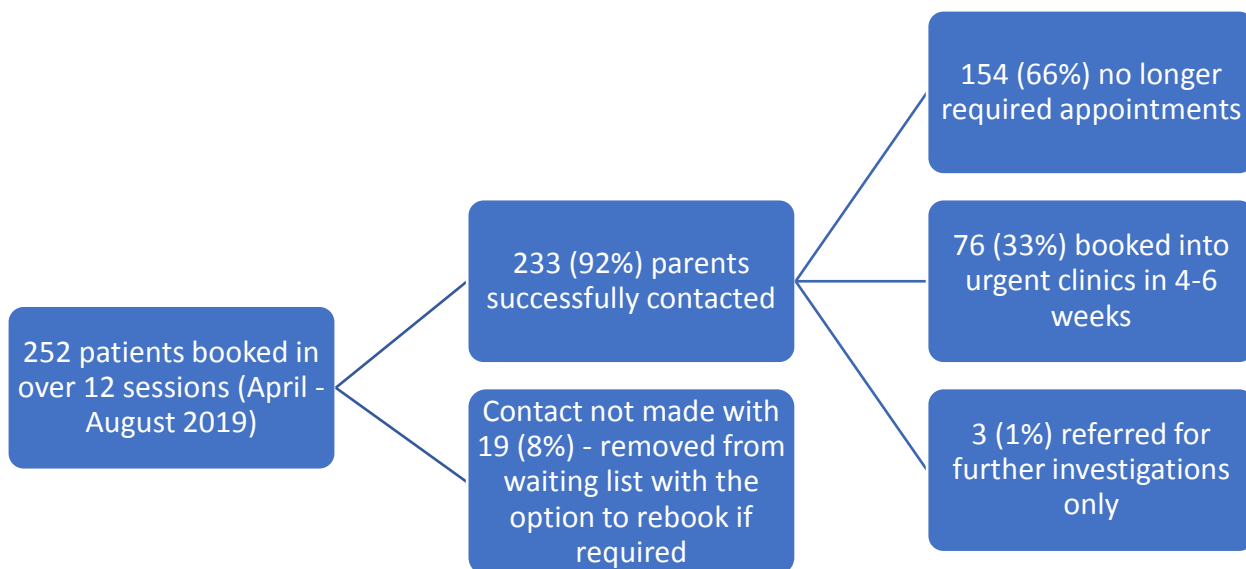 252 patients booked in
over 12 sessions (April -
August 2019)
233 (92%) parents
successfully contacted
Contact not made with
19 (8%) - removed from
waiting list with the
option to rebook if
required
154 (66%) no longer
required appointments
76 (33%) booked into
urgent clinics in 4-6
weeks
3 (1%) referred for
further investigations
only